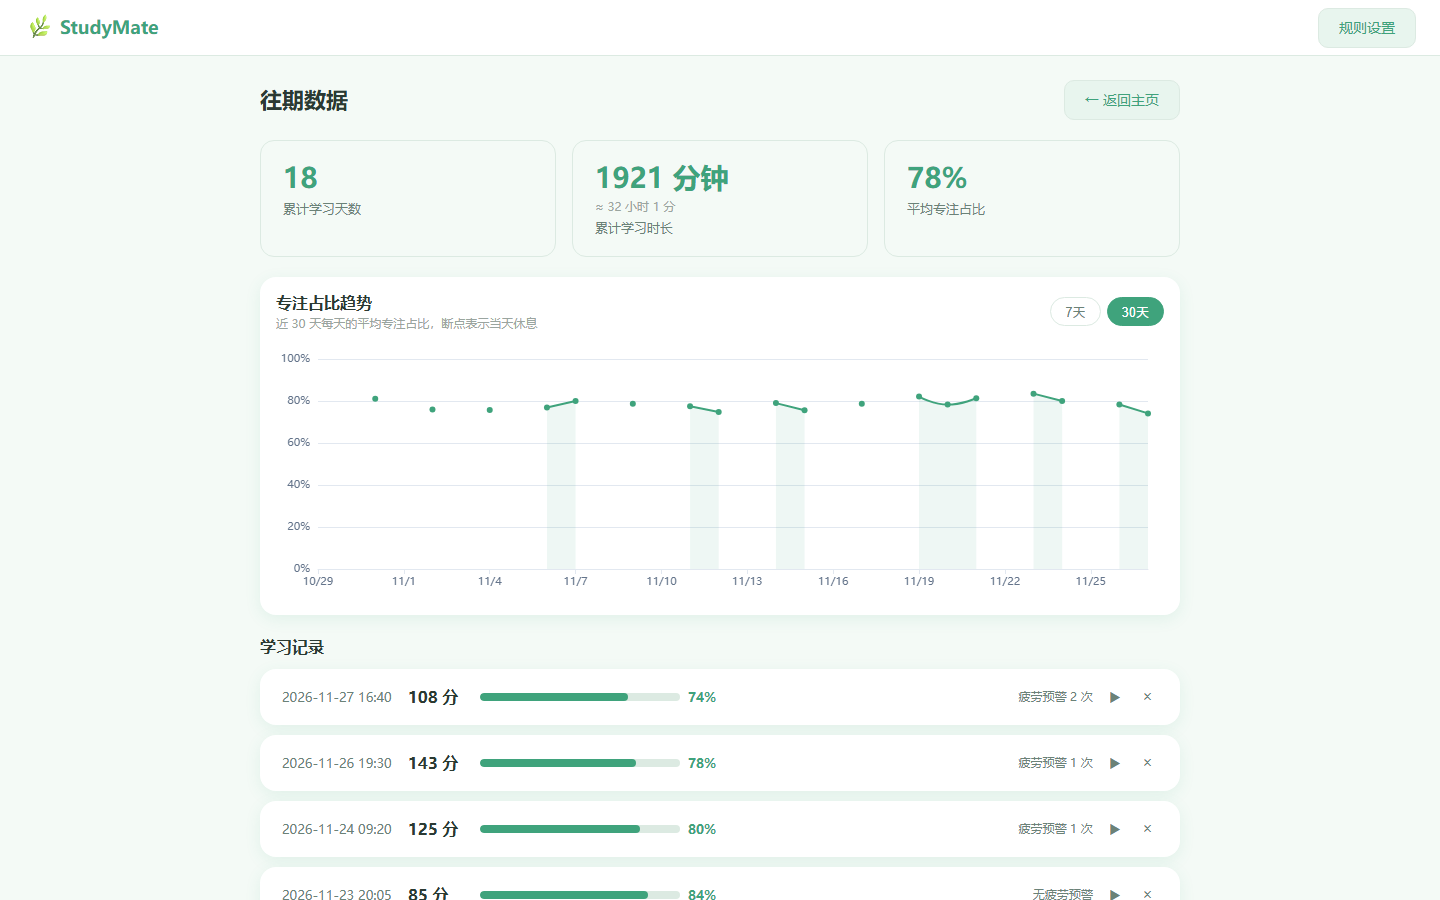 StudyMate
规则设置
往期数据
← 返回主页
18
累计学习天数
1921 分钟
≈ 32 小时 1 分
累计学习时长
78%
平均专注占比
专注占比趋势
近 30 天每天的平均专注占比，断点表示当天休息
7天
30天
100%
80%
60%
40%
20%
0%
10/29
11/1
11/4
11/7
11/10
11/13
11/16
11/19
11/22
11/25
学习记录
2026-11-27 16:40 108 分 74% 疲劳预警 2 次 ▶ ×
2026-11-26 19:30 143 分 78% 疲劳预警 1 次 ▶ ×
2026-11-24 09:20 125 分 80% 疲劳预警 1 次 ▶ ×
2026-11-23 20:05 85 分 84% 无疲劳预警 ▶ ×